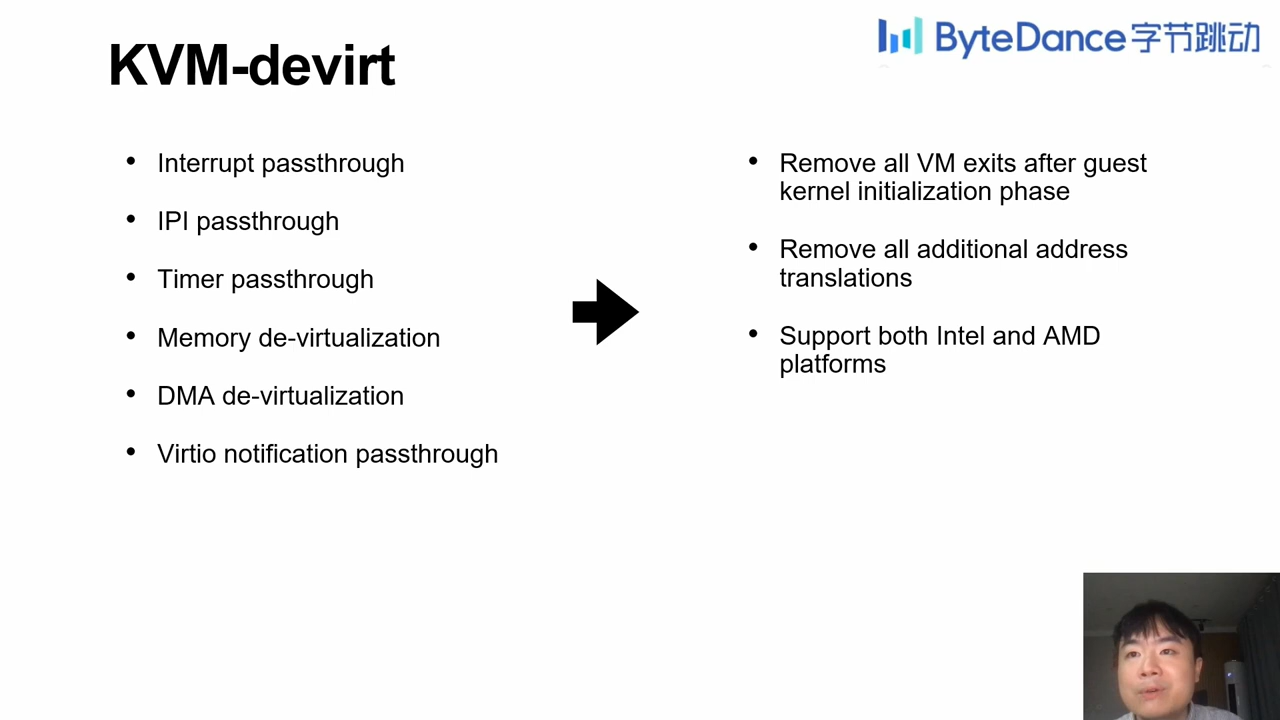 KVM-devirt
ByteDance字节跳动
• Interrupt passthrough
• IPI passthrough
• Timer passthrough
• Memory de-virtualization
• DMA de-virtualization
• Virtio notification passthrough
• Remove all VM exits after guest
kernel initialization phase
• Remove all additional address
translations
• Support both Intel and AMD
platforms